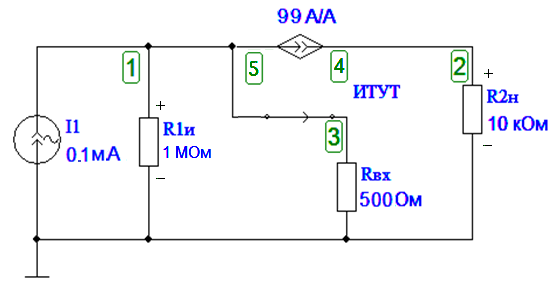 99 А/А
1
5
4
2
ИТУТ
R2н
10 кОм
I1
0.1мА
R1и
1 МОм
3
Rвх
500 Ом
+
−
+
−